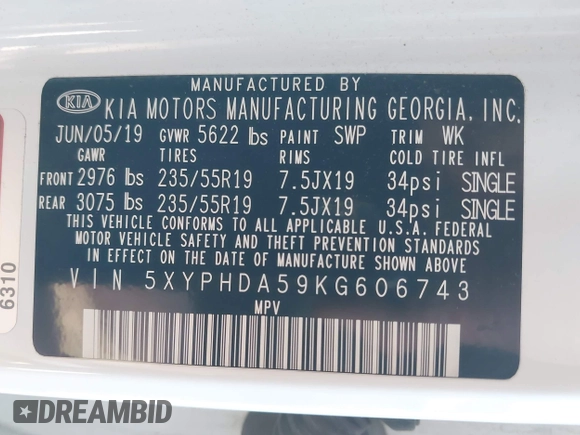 MANUFACTURED BY
KIA KIA MOTORS MANUFACTURING GEORGIA, INC.
JUN/05/19 GVWR 5622 lbs PAINT SWP TRIM WK
GAWR TIRES RIMS COLD TIRE INFL
FRONT 2976 lbs 235/55R19 7.5JX19 34psi SINGLE
REAR 3075 lbs 235/55R19 7.5JX19 34psi SINGLE
THIS VEHICLE CONFORMS TO ALL APPLICABLE U.S.A. FEDERAL
MOTOR VEHICLE SAFETY AND THEFT PREVENTION STANDARDS
IN EFFECT ON THE DATE OF MANUFACTURE SHOWN ABOVE
VIN 5XYPHDA59KG606743
MPV
6310
DREAMBID